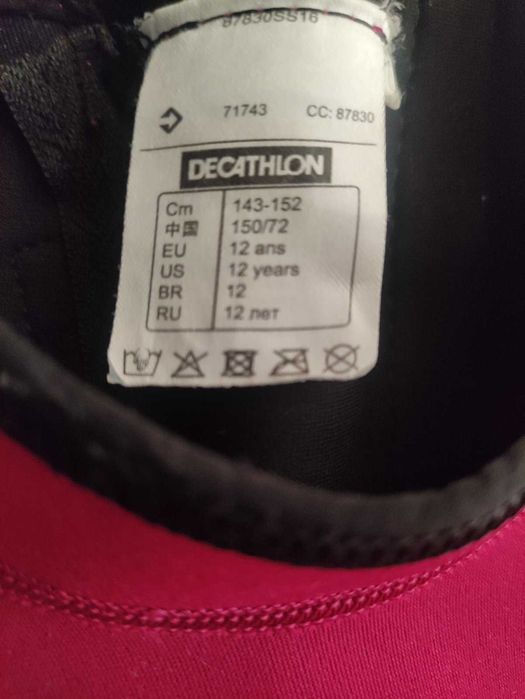 87830SS16
71743 CC: 87830
DECATHLON
Cm 143-152
中国 150/72
EU 12 ans
US 12 years
BR 12
RU 12 лет